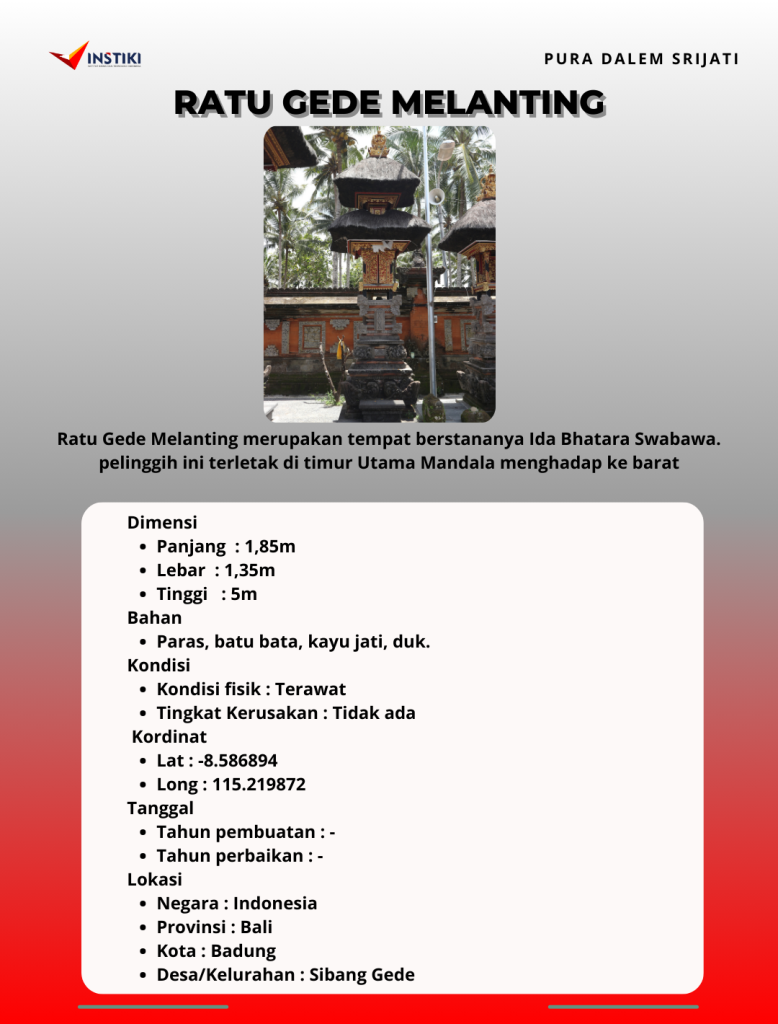 INSTIKI
PURA DALEM SRIJATI
RATU GEDE MELANTING
Ratu Gede Melanting merupakan tempat berstananya Ida Bhatara Swabawa.
pelinggih ini terletak di timur Utama Mandala menghadap ke barat
Dimensi
• Panjang : 1,85m
• Lebar : 1,35m
• Tinggi : 5m
Bahan
• Paras, batu bata, kayu jati, duk.
Kondisi
• Kondisi fisik : Terawat
• Tingkat Kerusakan : Tidak ada
Kordinat
• Lat : -8.586894
• Long : 115.219872
Tanggal
• Tahun pembuatan : -
• Tahun perbaikan : -
Lokasi
• Negara : Indonesia
• Provinsi : Bali
• Kota : Badung
• Desa/Kelurahan : Sibang Gede